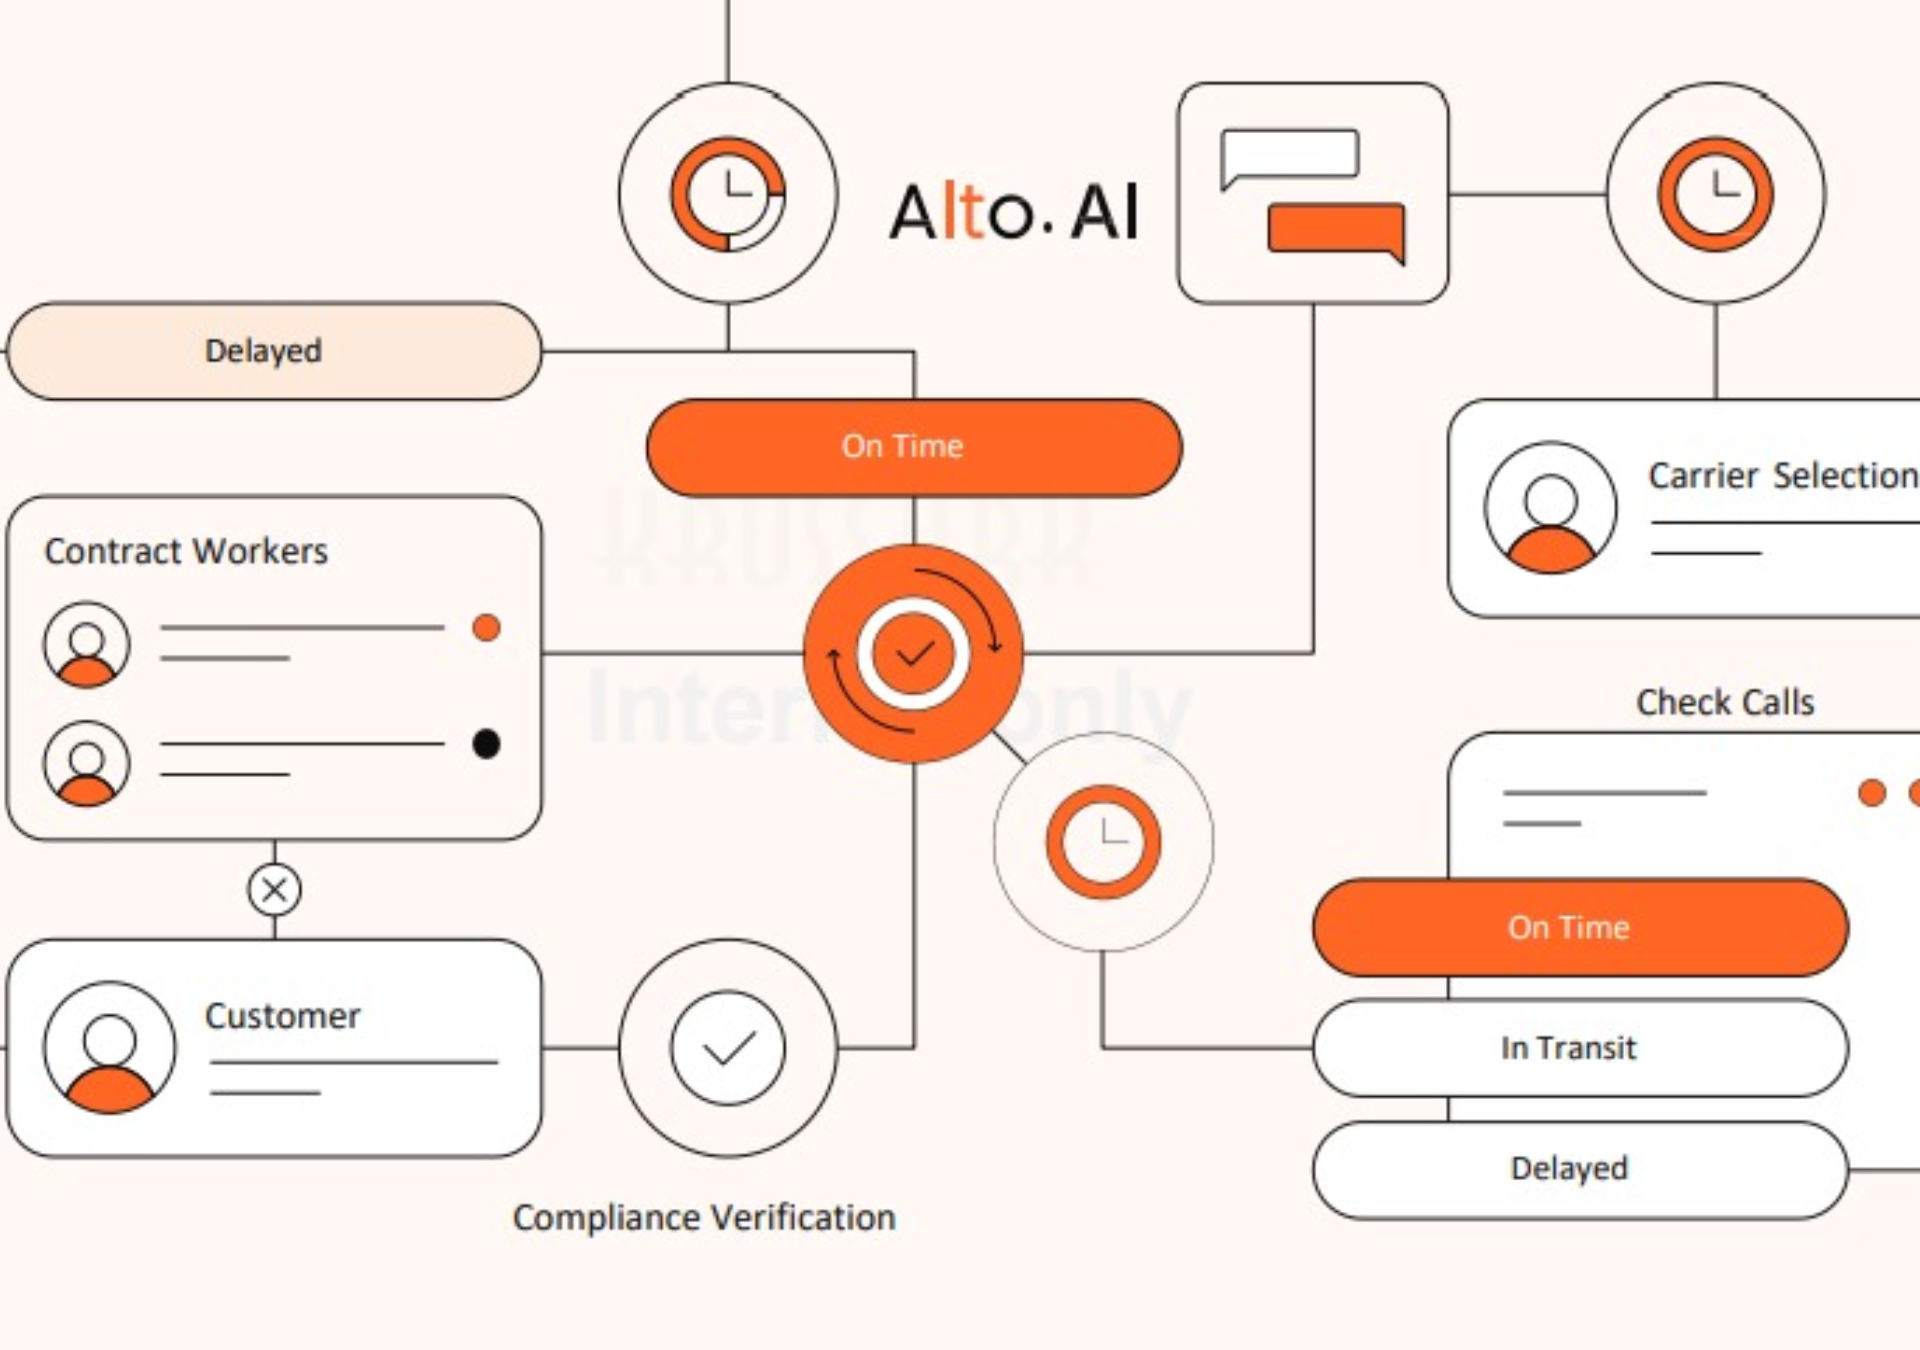 Alto. AI
Delayed
On Time
Carrier Selection
Contract Workers
Check Calls
On Time
Customer
In Transit
Delayed
Compliance Verification